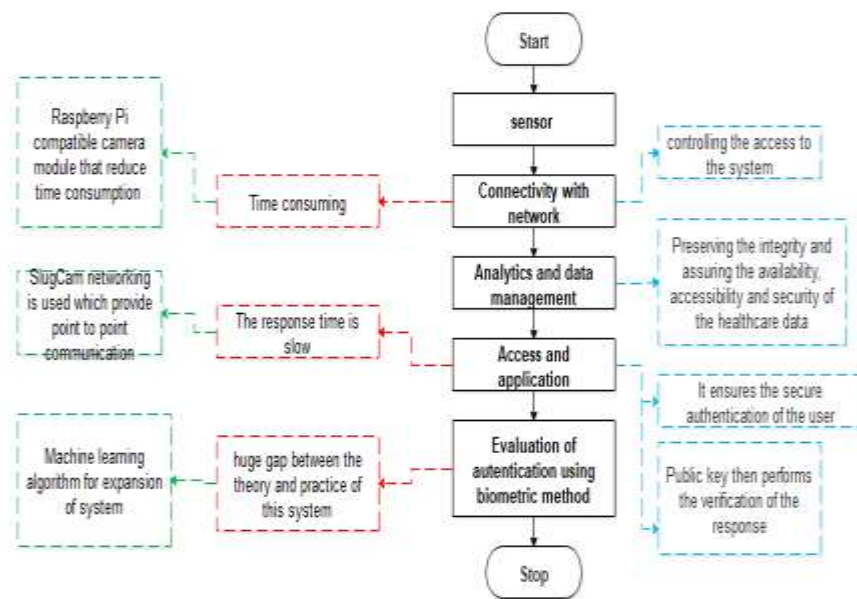 Start
sensor
Raspberry Pi
compatible camera
module that reduce
time consumption
Time consuming
Connectivity with
network
controlling the access to
the system
Analytics and data
management
Preserving the integrity and
assuring the availability,
accessibility and security of
the healthcare data
SlugCam networking
is used which provide
point to point
communication
The response time is
slow
Access and
application
It ensures the secure
authentication of the user
Public key then performs
the verification of the
response
Machine learning
algorithm for expansion
of system
huge gap between the
theory and practice of
this system
Evaluation of
autentication using
biometric method
Stop